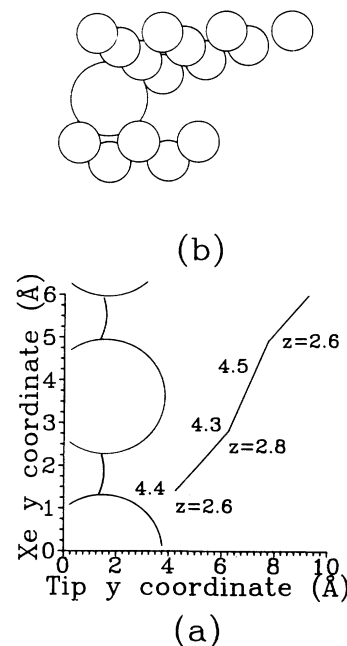 (b)
Xe y coordinate (Å)
6
5
4
3
2
1
0
z=2.6
4.5
4.3
z=2.8
4.4
z=2.6
0 2 4 6 8 10
Tip y coordinate (Å)
(a)